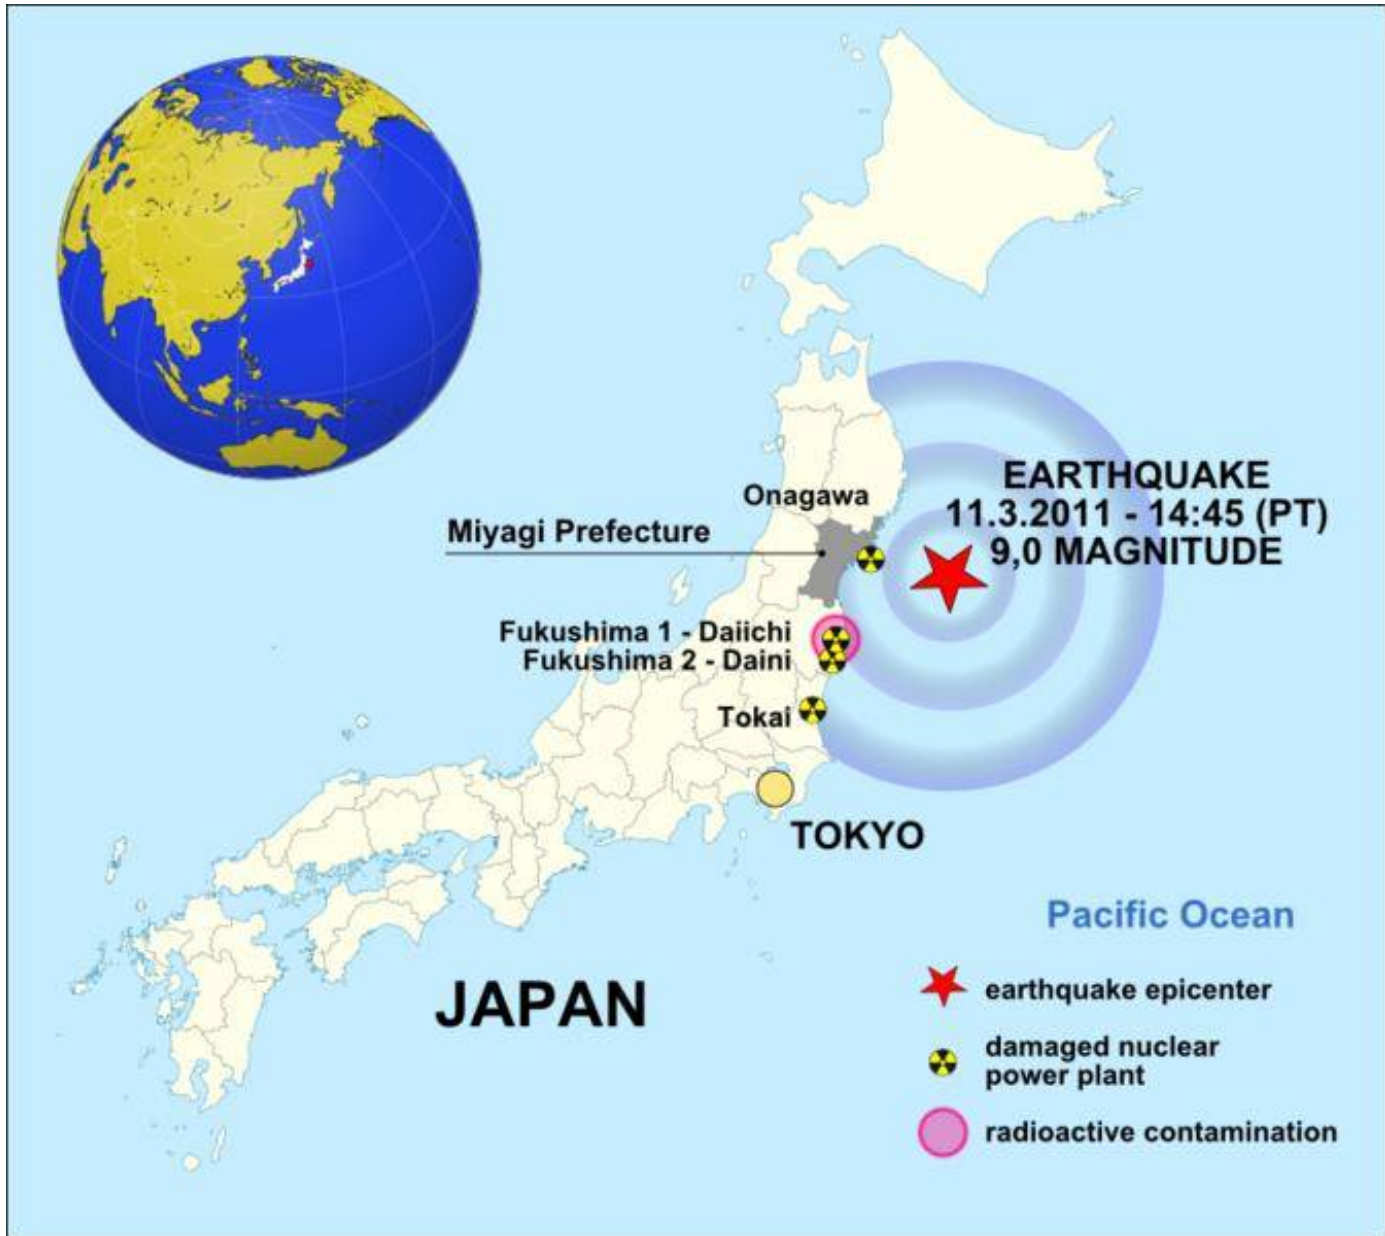 Onagawa
EARTHQUAKE
11.3.2011 - 14:45 (PT)
9,0 MAGNITUDE
Miyagi Prefecture
Fukushima 1 - Daiichi
Fukushima 2 - Daini
Tokai
TOKYO
JAPAN
Pacific Ocean
earthquake epicenter
damaged nuclear
power plant
radioactive contamination